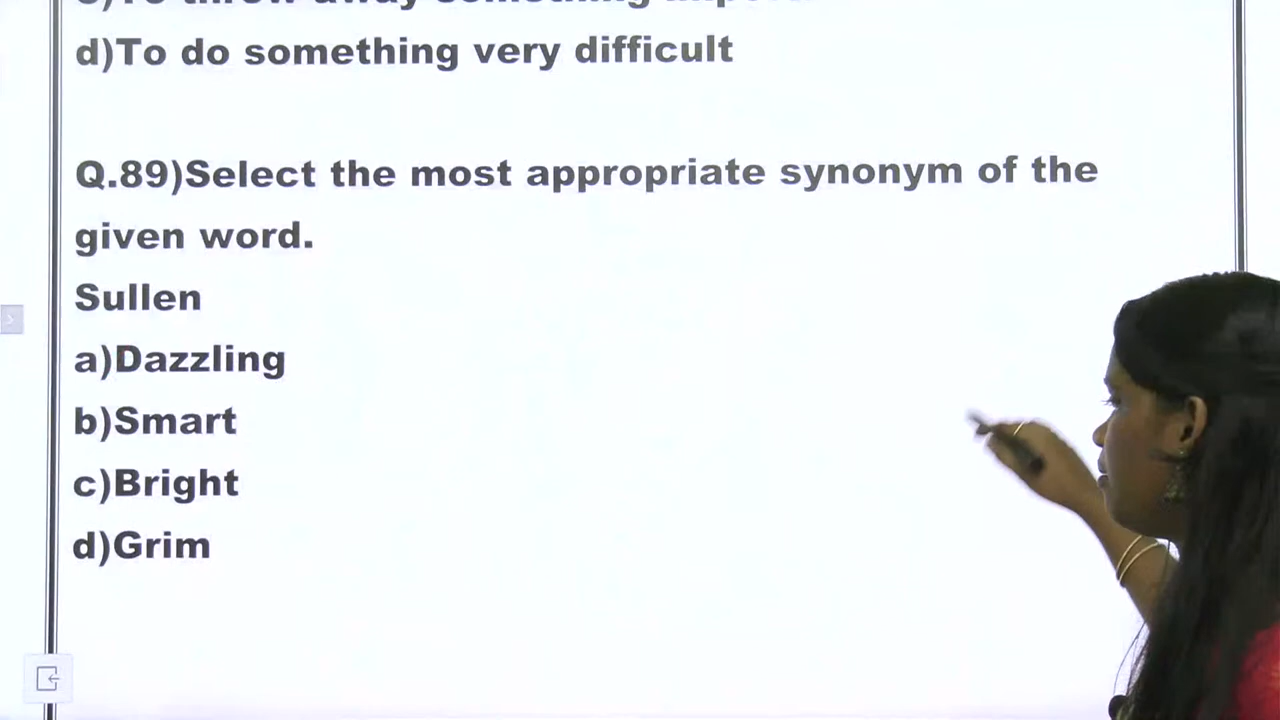 d)To do something very difficult
Q.89)Select the most appropriate synonym of the
given word.
Sullen
a)Dazzling
b)Smart
c)Bright
d)Grim